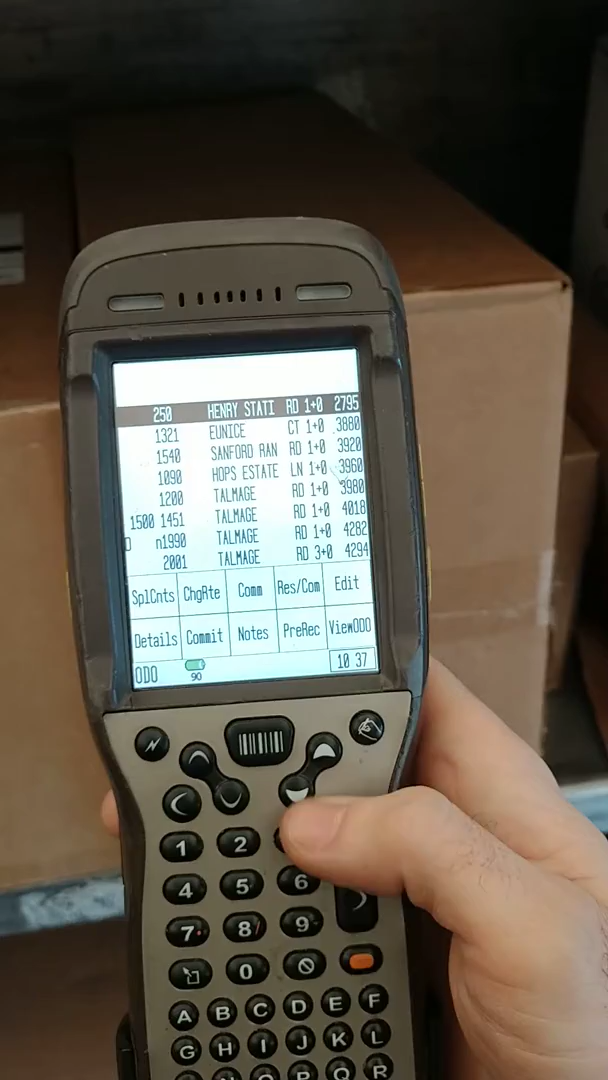 250 HENRY STATI RD 1+0 2795
1321 EUNICE CT 1+0 3880
1540 SANFORD RAN RD 1+0 3920
1090 HOPS ESTATE LN 1+0 3960
1200 TALMAGE RD 1+0 3980
1500 1451 TALMAGE RD 1+0 4018
n1990 TALMAGE RD 1+0 4282
2001 TALMAGE RD 3+0 4294
SplCnts ChgRte Comm Res/Com Edit
Details Commit Notes PreRec ViewODO
ODO 90 10 37
1 2
4 5 6
7 8 / 9
0
A B C D E F
G H I J K L
O P Q R